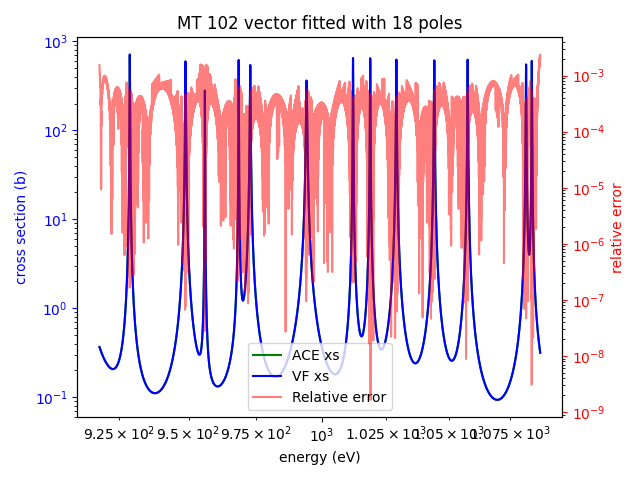 MT 102 vector fitted with 18 poles
10³
10²
10¹
10⁰
10⁻¹
cross section (b)
10⁻³
10⁻⁴
10⁻⁵
10⁻⁶
10⁻⁷
10⁻⁸
10⁻⁹
relative error
ACE xs
VF xs
Relative error
9.25 × 10² 9.5 × 10² 9.75 × 10² 10³ 1.025 × 10³ 1.05 × 10³ 1.075 × 10³
energy (eV)